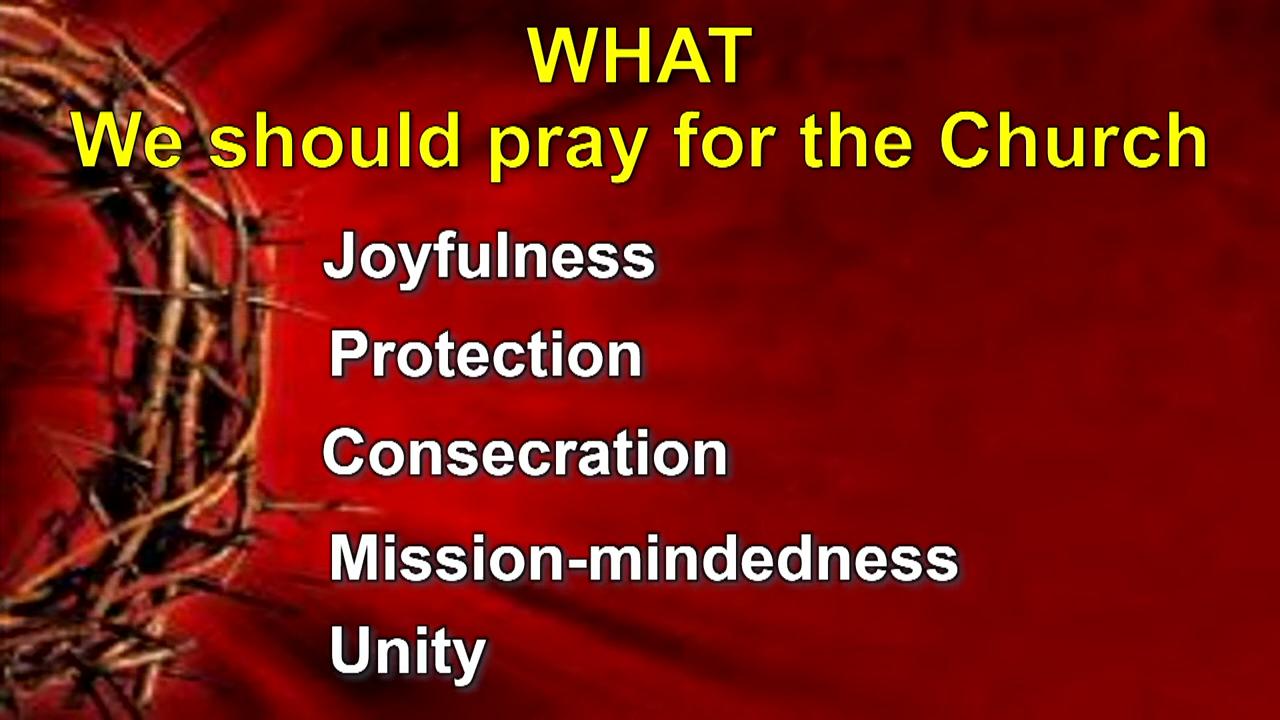 WHAT
We should pray for the Church
Joyfulness
Protection
Consecration
Mission-mindedness
Unity